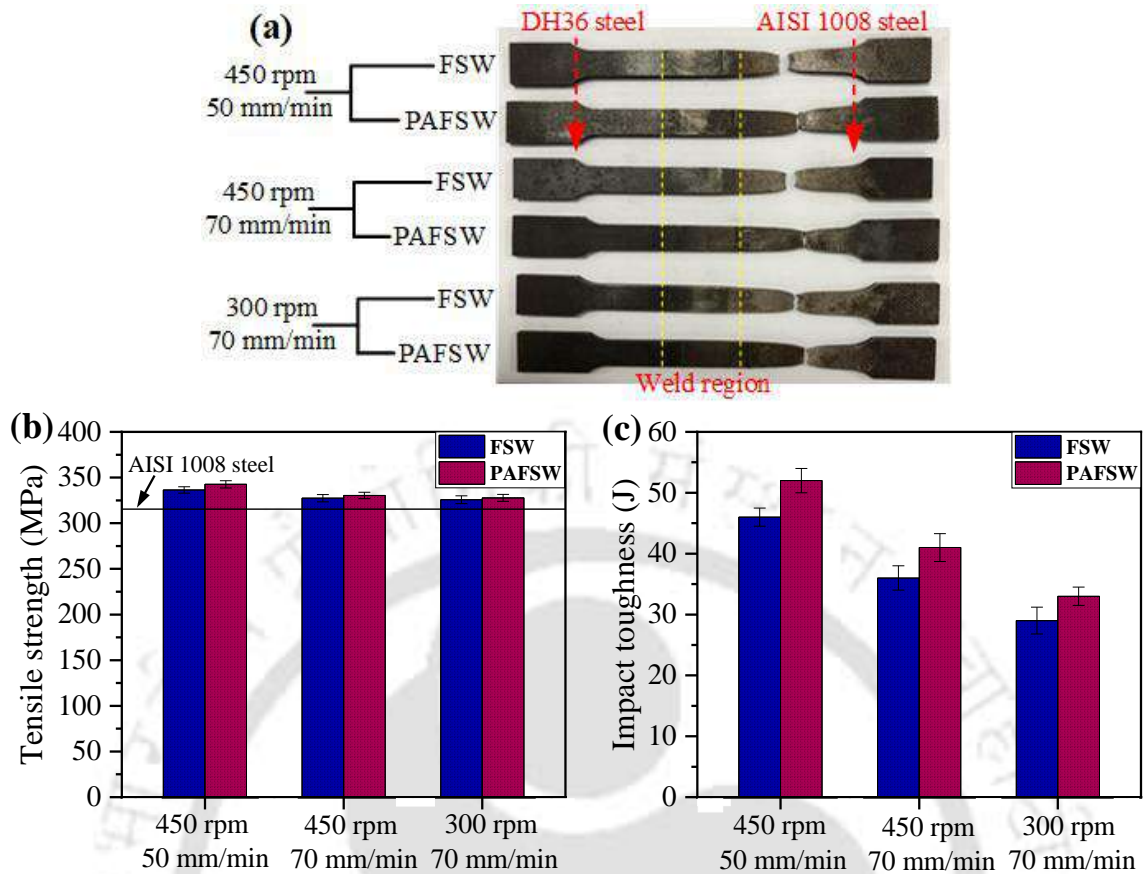 (a)
DH36 steel
AISI 1008 steel
450 rpm
50 mm/min
FSW
PAFSW
450 rpm
70 mm/min
FSW
PAFSW
300 rpm
70 mm/min
FSW
PAFSW
Weld region
(b)
Tensile strength (MPa)
400
350
300
250
200
150
100
50
0
AISI 1008 steel
FSW
PAFSW
450 rpm
50 mm/min
450 rpm
70 mm/min
300 rpm
70 mm/min
(c)
Impact toughness (J)
60
50
40
30
20
10
0
FSW
PAFSW
450 rpm
50 mm/min
450 rpm
70 mm/min
300 rpm
70 mm/min